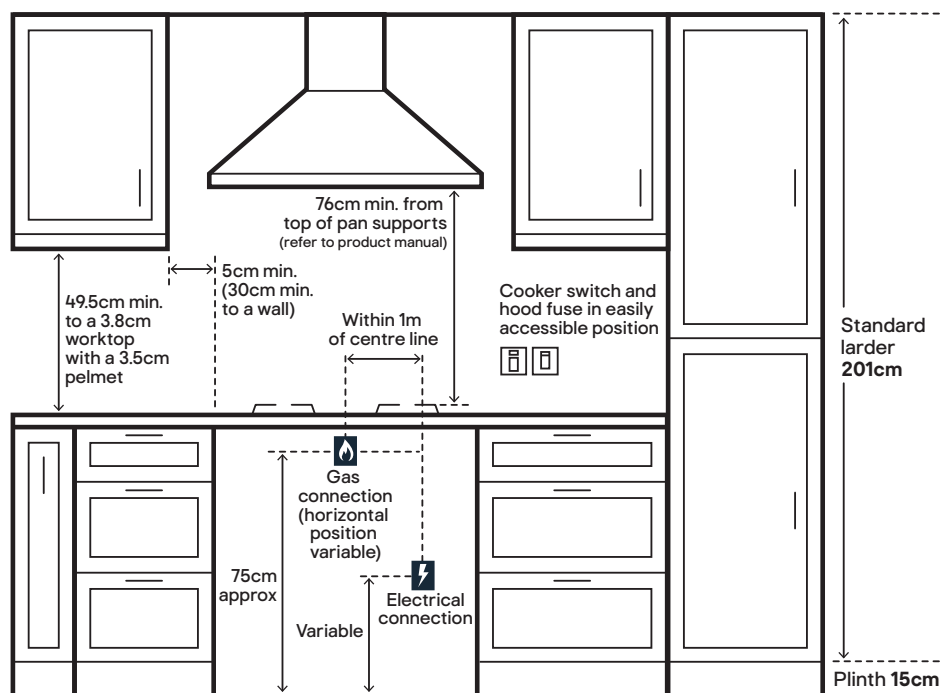 76cm min. from
top of pan supports
(refer to product manual)
5cm min.
(30cm min.
to a wall)
49.5cm min.
to a 3.8cm
worktop
with a 3.5cm
pelmet
Within 1m
of centre line
Cooker switch and
hood fuse in easily
accessible position
Standard
larder
201cm
Gas
connection
(horizontal
position
variable)
75cm
approx
Electrical
connection
Variable
Plinth 15cm